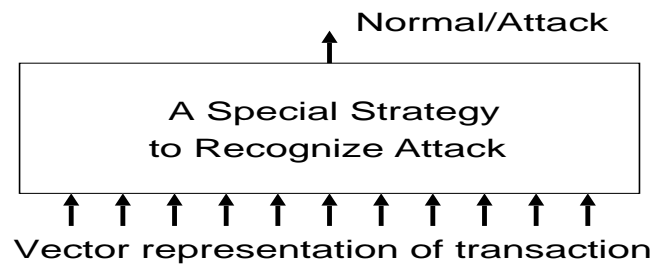 Normal/Attack
A Special Strategy
to Recognize Attack
Vector representation of transaction